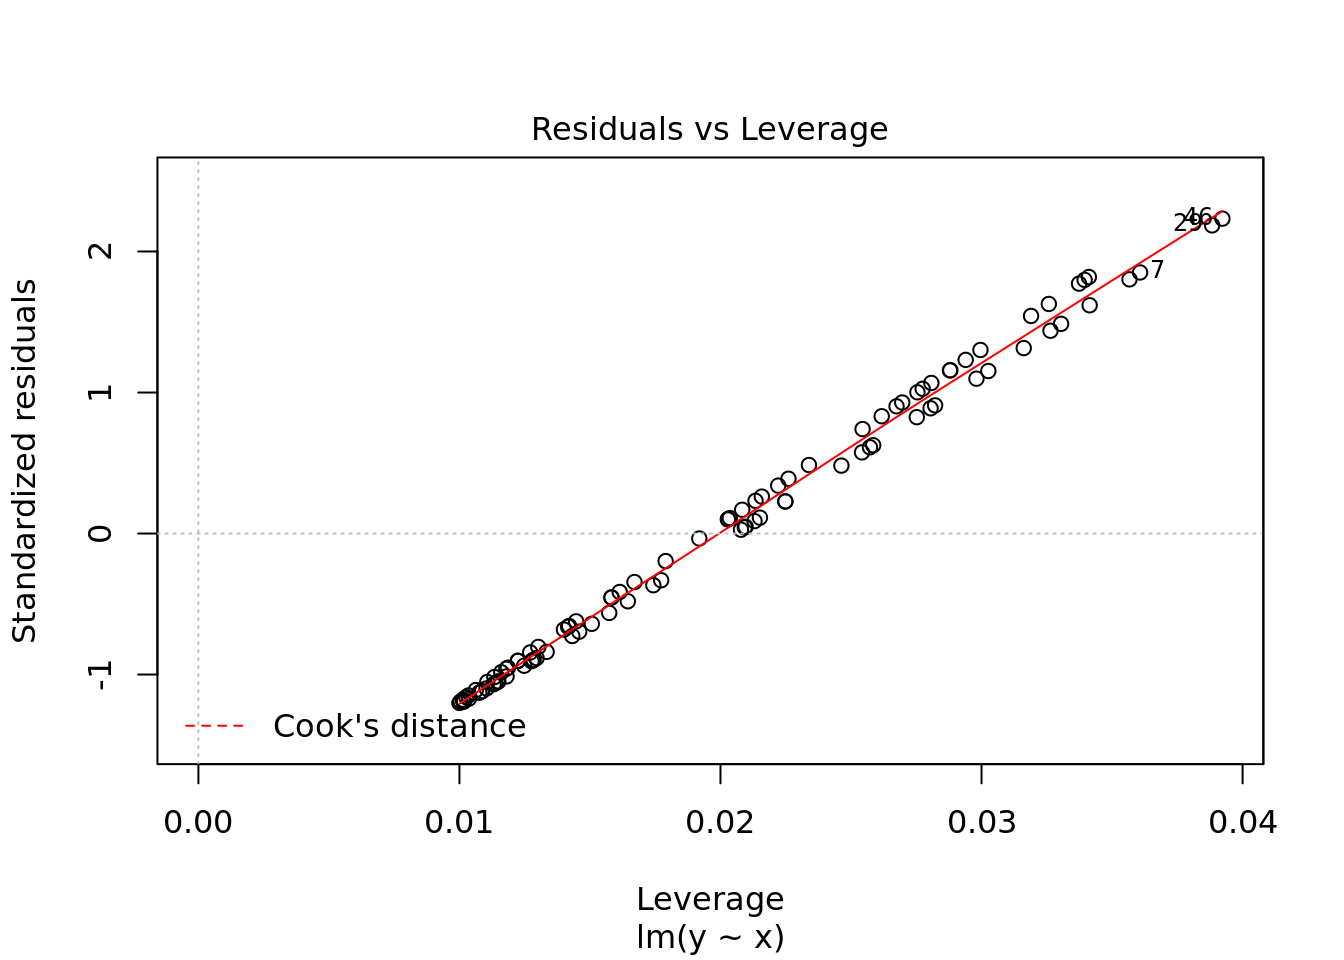 Residuals vs Leverage
Standardized residuals
2
1
0
-1
46
7
Cook's distance
0.00 0.01 0.02 0.03 0.04
Leverage
lm(y ~ x)